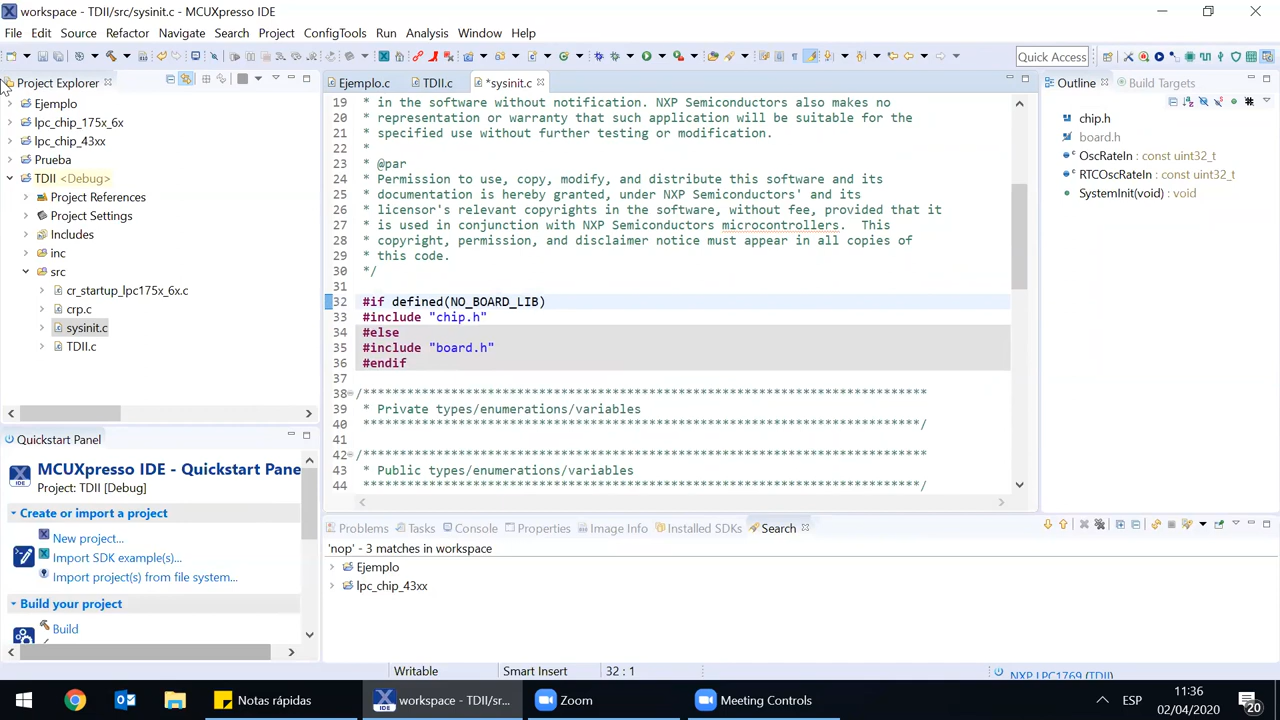 workspace - TDII/src/sysinit.c - MCUXpresso IDE
File Edit Source Refactor Navigate Search Project ConfigTools Run Analysis Window Help
Quick Access
Project Explorer
Ejemplo
lpc_chip_175x_6x
lpc_chip_43xx
Prueba
TDII <Debug>
Project References
Project Settings
Includes
inc
src
cr_startup_lpc175x_6x.c
crp.c
sysinit.c
TDII.c
Quickstart Panel
MCUXpresso IDE - Quickstart Pane
IDE
Project: TDII [Debug]
Create or import a project
New project...
Import SDK example(s)...
Import project(s) from file system...
Build your project
Build
Ejemplo.c TDII.c *sysinit.c
19 * in the software without notification. NXP Semiconductors also makes no
20 * representation or warranty that such application will be suitable for the
21 * specified use without further testing or modification.
22 *
23 * @par
24 * Permission to use, copy, modify, and distribute this software and its
25 * documentation is hereby granted, under NXP Semiconductors' and its
26 * licensor's relevant copyrights in the software, without fee, provided that it
27 * is used in conjunction with NXP Semiconductors microcontrollers.  This
28 * copyright, permission, and disclaimer notice must appear in all copies of
29 * this code.
30 */
31
32 #if defined(NO_BOARD_LIB)
33 #include "chip.h"
34 #else
35 #include "board.h"
36 #endif
37
38 /*****************************************************************************
39 * Private types/enumerations/variables
40 ****************************************************************************/
41
42 /*****************************************************************************
43 * Public types/enumerations/variables
44 ****************************************************************************/
Outline Build Targets
chip.h
board.h
OscRateIn : const uint32_t
RTCOscRateIn : const uint32_t
SystemInit(void) : void
Problems Tasks Console Properties Image Info Installed SDKs Search
'nop' - 3 matches in workspace
Ejemplo
lpc_chip_43xx
Writable Smart Insert 32 : 1
NXP LPC1769 (TDII)
Notas rápidas
IDE
workspace - TDII/sr...
Zoom
Meeting Controls
ESP
11:36
02/04/2020
20